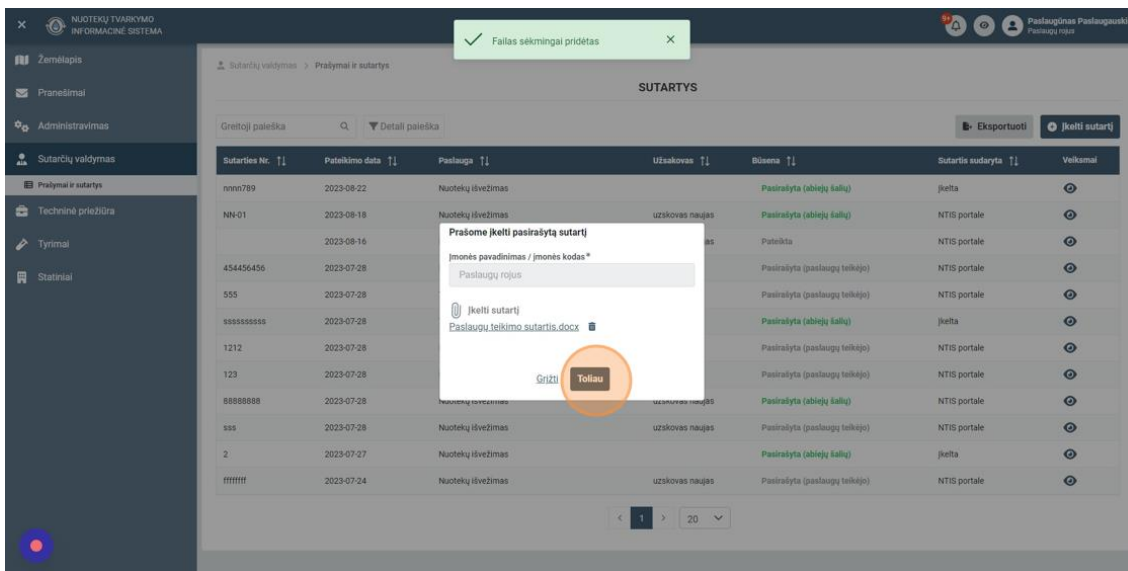 NUOTEKŲ TVARKYMO
INFORMACINĖ SISTEMA
Failas sėkmingai pridėtas
9+
Paslaugūnas Paslaugauski
Paslaugų rojus
Žemėlapis
Pranešimai
Administravimas
Sutarčių valdymas
Prašymai ir sutartys
Techninė priežiūra
Tyrimai
Statiniai
Sutarčių valdymas > Prašymai ir sutartys
SUTARTYS
Greitoji paieška
Detali paieška
Eksportuoti
Įkelti sutartį
Sutarties Nr. Pateikimo data Paslauga Užsakovas Būsena Sutartis sudaryta Veiksmai
nnnn789 2023-08-22 Nuotekų išvežimas Pasirašyta (abiejų šalių) Įkelta
NN-01 2023-08-18 Nuotekų išvežimas uzskovas naujas Pasirašyta (abiejų šalių) NTIS portale
2023-08-16 as Pateikta NTIS portale
454456456 2023-07-28 Pasirašyta (paslaugų teikėjo) NTIS portale
555 2023-07-28 Pasirašyta (paslaugų teikėjo) NTIS portale
ssssssssss 2023-07-28 Pasirašyta (abiejų šalių) Įkelta
1212 2023-07-28 Pasirašyta (paslaugų teikėjo) NTIS portale
123 2023-07-28 Pasirašyta (paslaugų teikėjo) NTIS portale
88888888 2023-07-28 Nuotekų išvežimas uzskovas naujas Pasirašyta (abiejų šalių) NTIS portale
sss 2023-07-28 Nuotekų išvežimas uzskovas naujas Pasirašyta (paslaugų teikėjo) NTIS portale
2 2023-07-27 Nuotekų išvežimas Pasirašyta (abiejų šalių) Įkelta
ffffffff 2023-07-24 Nuotekų išvežimas uzskovas naujas Pasirašyta (paslaugų teikėjo) NTIS portale
Prašome įkelti pasirašytą sutartį
Įmonės pavadinimas / įmonės kodas*
Paslaugų rojus
Įkelti sutartį
Paslaugų teikimo sutartis.docx
Grįžti
Toliau
< 1 > 20